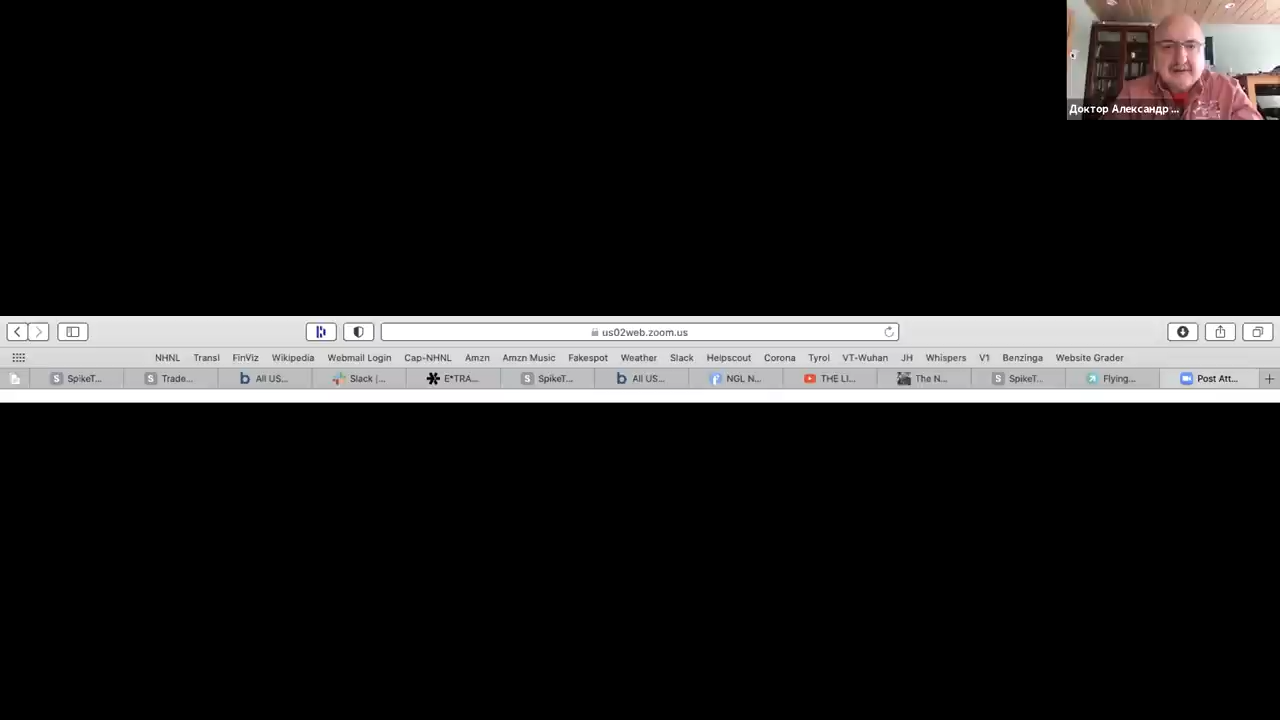 Доктор Александр ...
us02web.zoom.us
NHNL Transl FinViz Wikipedia Webmail Login Cap-NHNL Amzn Amzn Music Fakespot Weather Slack Helpscout Corona Tyrol VT-Wuhan JH Whispers V1 Benzinga Website Grader
SpikeT... Trade... All US... Slack |... E*TRA... SpikeT... All US... NGL N... THE LI... The N... SpikeT... Flying... Post Att...